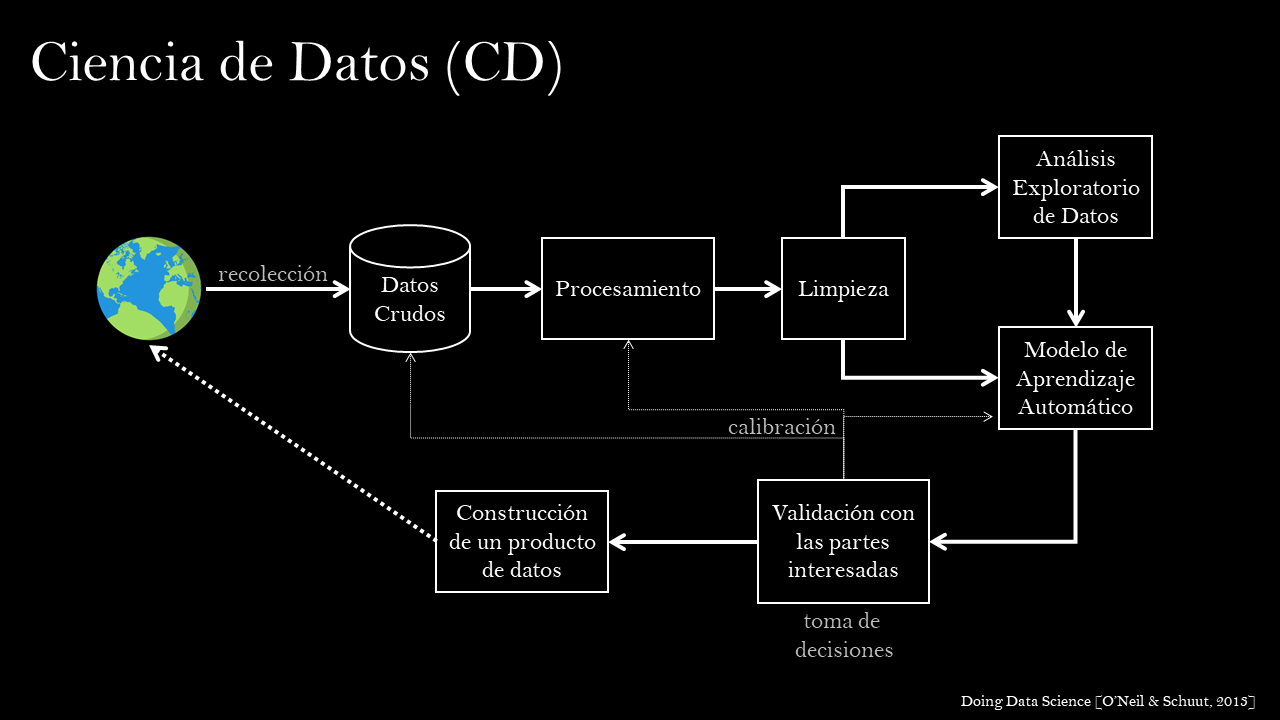 Ciencia de Datos (CD)
Análisis
Exploratorio
de Datos
recolección
Datos
Crudos
Procesamiento
Limpieza
Modelo de
Aprendizaje
Automático
calibración
Construcción
de un producto
de datos
Validación con
las partes
interesadas
toma de
decisiones
Doing Data Science [O'Neil & Schuut, 2013]